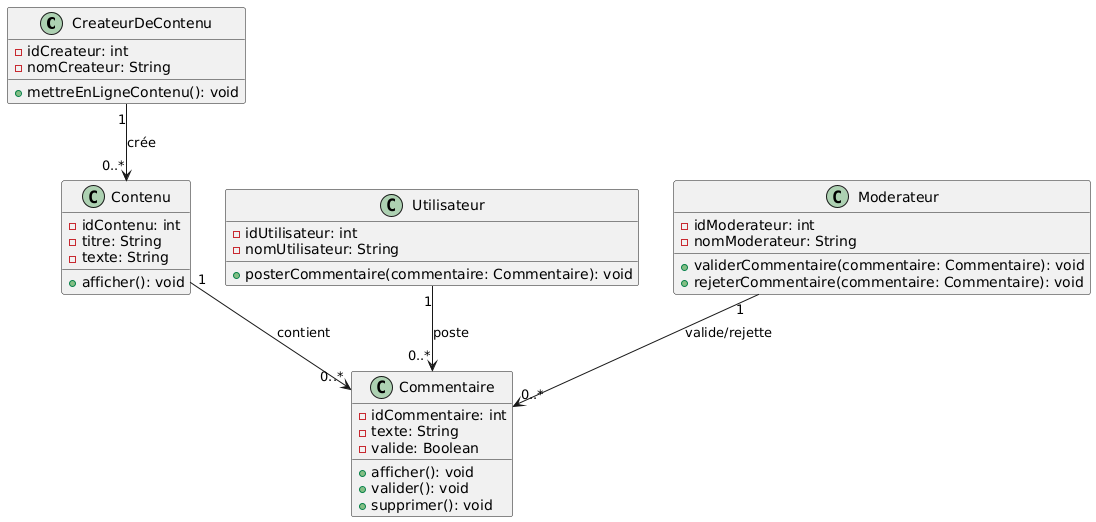 C CreateurDeContenu
idCreateur: int
nomCreateur: String
mettreEnLigneContenu(): void
1
crée
0..*
C Contenu
idContenu: int
titre: String
texte: String
afficher(): void
C Utilisateur
idUtilisateur: int
nomUtilisateur: String
posterCommentaire(commentaire: Commentaire): void
C Moderateur
idModerateur: int
nomModerateur: String
validerCommentaire(commentaire: Commentaire): void
rejeterCommentaire(commentaire: Commentaire): void
1
contient
0..*
1
poste
0..*
1
valide/rejette
0..*
C Commentaire
idCommentaire: int
texte: String
valide: Boolean
afficher(): void
valider(): void
supprimer(): void